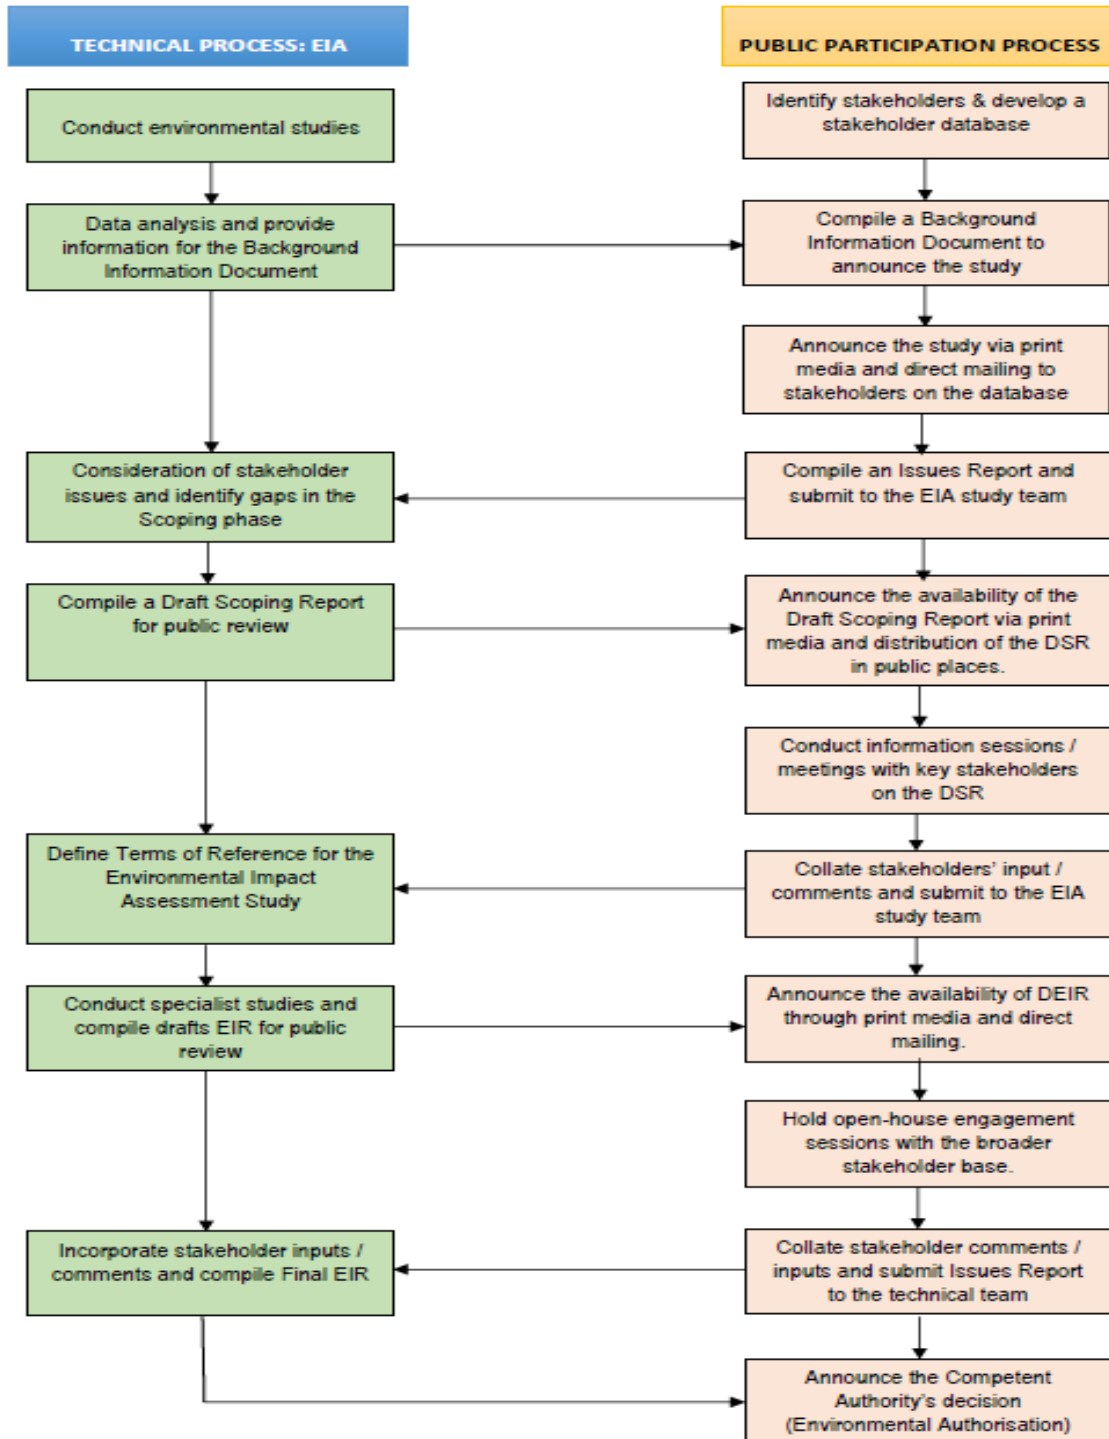 TECHNICAL PROCESS: EIA
PUBLIC PARTICIPATION PROCESS
Conduct environmental studies
Identify stakeholders & develop a
stakeholder database
Data analysis and provide
information for the Background
Information Document
Compile a Background
Information Document to
announce the study
Announce the study via print
media and direct mailing to
stakeholders on the database
Consideration of stakeholder
issues and identify gaps in the
Scoping phase
Compile an Issues Report and
submit to the EIA study team
Compile a Draft Scoping Report
for public review
Announce the availability of the
Draft Scoping Report via print
media and distribution of the DSR
in public places.
Conduct information sessions /
meetings with key stakeholders
on the DSR
Define Terms of Reference for the
Environmental Impact
Assessment Study
Collate stakeholders' input /
comments and submit to the EIA
study team
Conduct specialist studies and
compile drafts EIR for public
review
Announce the availability of DEIR
through print media and direct
mailing.
Hold open-house engagement
sessions with the broader
stakeholder base.
Incorporate stakeholder inputs /
comments and compile Final EIR
Collate stakeholder comments /
inputs and submit Issues Report
to the technical team
Announce the Competent
Authority's decision
(Environmental Authorisation)